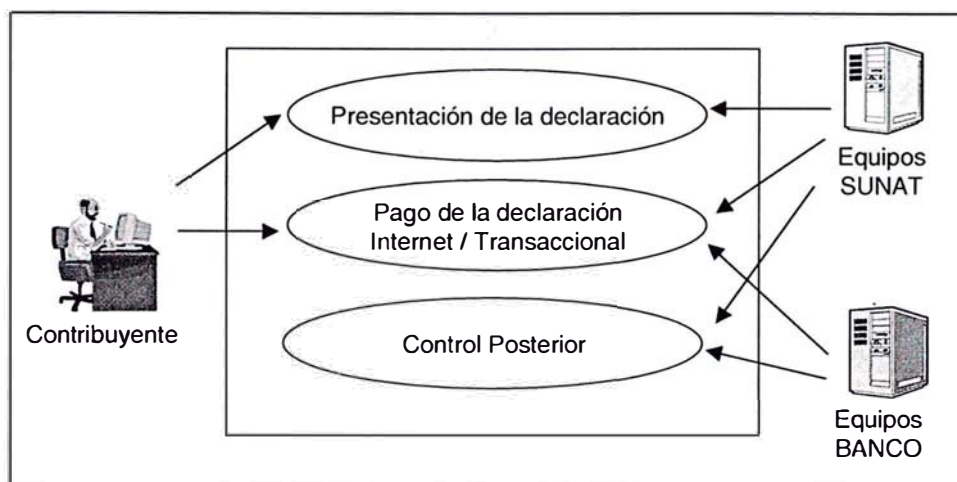 Presentación de la declaración
Equipos
SUNAT
Pago de la declaración
Internet / Transaccional
Contribuyente
Control Posterior
Equipos
BANCO